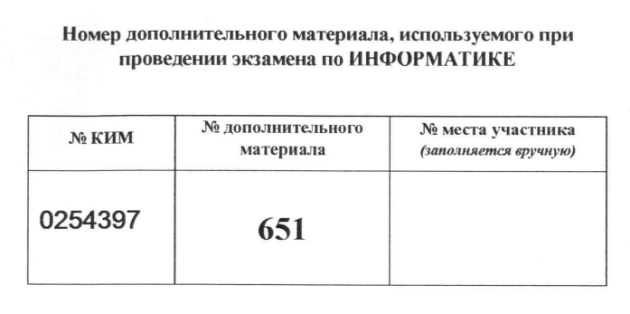 Номер дополнительного материала, используемого при
проведении экзамена по ИНФОРМАТИКЕ
№ КИМ
№ дополнительного
материала
№ места участника
(заполняется вручную)
0254397
651